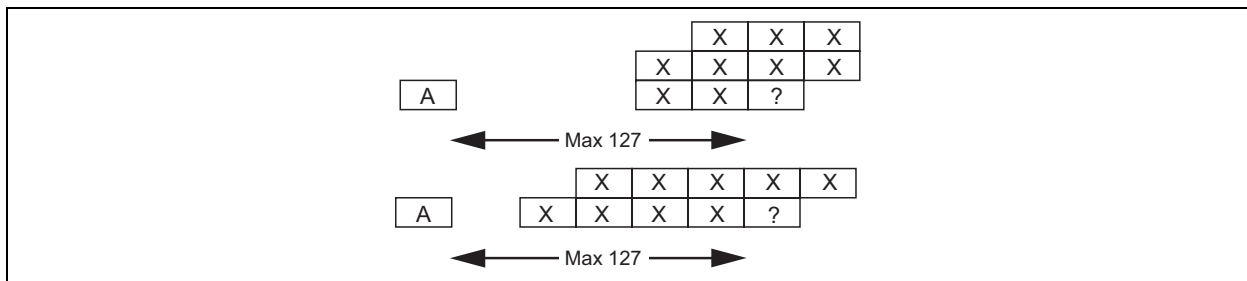 X X X
X X X X
A X X ?
Max 127
X X X X X
A X X X X ?
Max 127